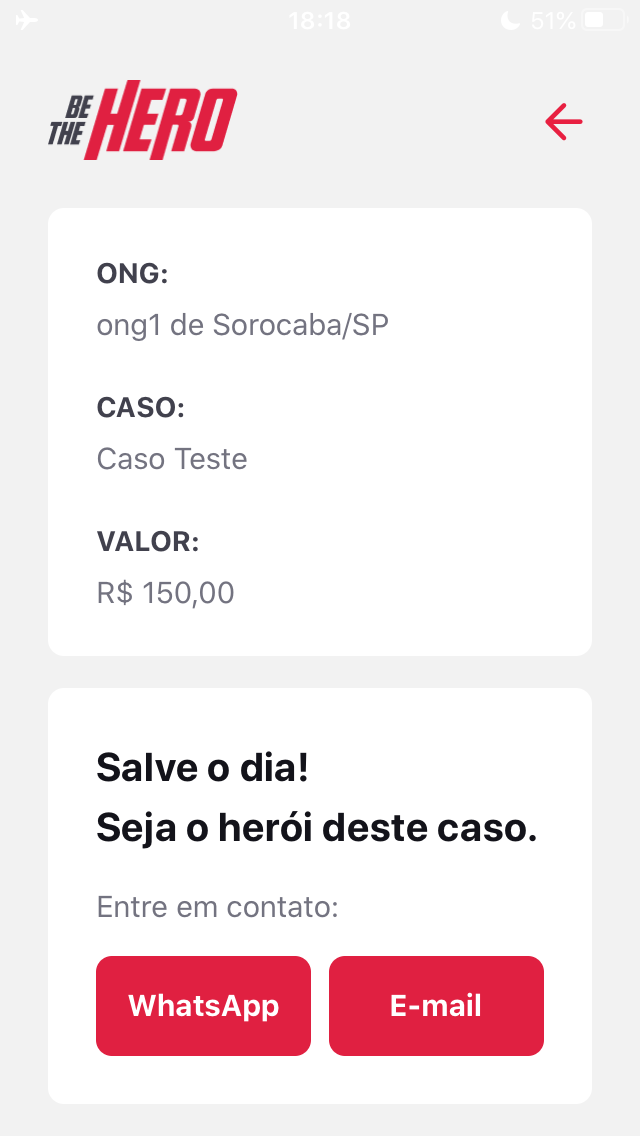 18:18
51%
BE
THE
HERO
ONG:
ong1 de Sorocaba/SP
CASO:
Caso Teste
VALOR:
R$ 150,00
Salve o dia!
Seja o herói deste caso.
Entre em contato:
WhatsApp
E-mail